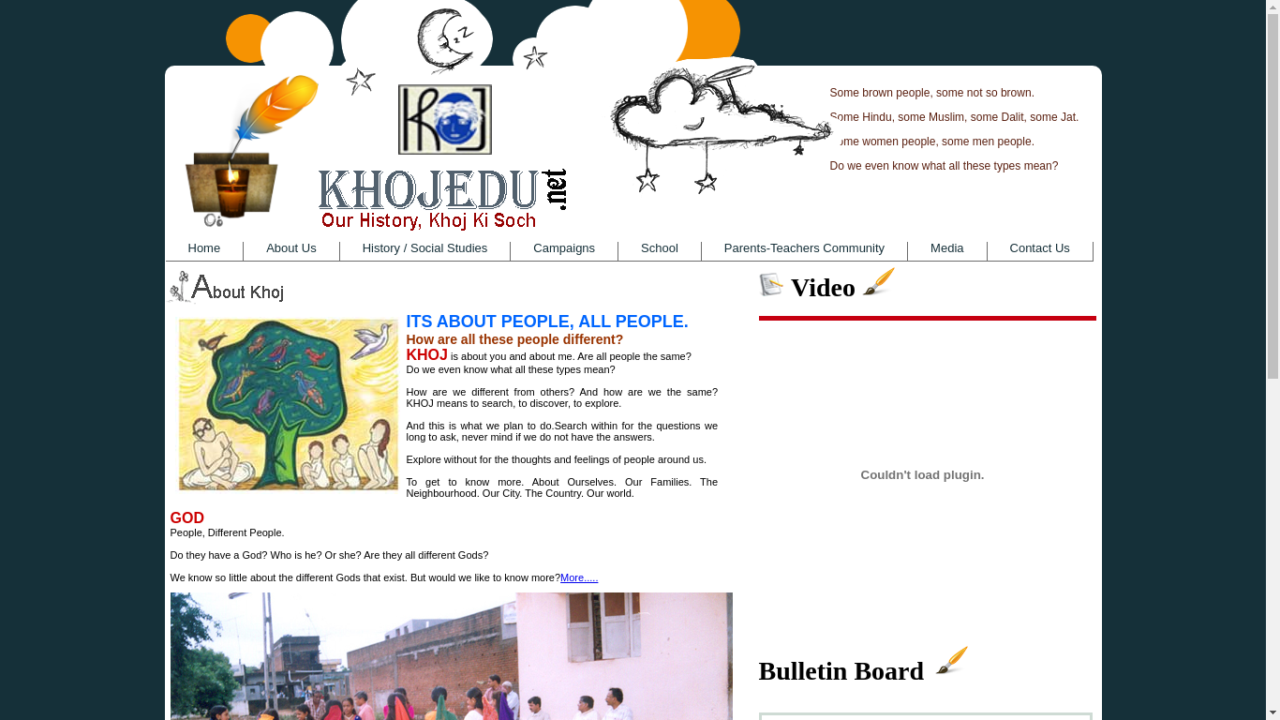 zZZ
Some brown people, some not so brown.
Some Hindu, some Muslim, some Dalit, some Jat.
Some women people, some men people.
Do we even know what all these types mean?
KOJ
KHOJEDU.net
Our History, Khoj Ki Soch
Home
About Us
History / Social Studies
Campaigns
School
Parents-Teachers Community
Media
Contact Us
About Khoj
ITS ABOUT PEOPLE, ALL PEOPLE.
How are all these people different?
KHOJ is about you and about me. Are all people the same?
Do we even know what all these types mean?
How are we different from others? And how are we the same?
KHOJ means to search, to discover, to explore.
And this is what we plan to do.Search within for the questions we
long to ask, never mind if we do not have the answers.
Explore without for the thoughts and feelings of people around us.
To get to know more. About Ourselves. Our Families. The
Neighbourhood. Our City. The Country. Our world.
GOD
People, Different People.
Do they have a God? Who is he? Or she? Are they all different Gods?
We know so little about the different Gods that exist. But would we like to know more?More.....
Video
Couldn't load plugin.
Bulletin Board